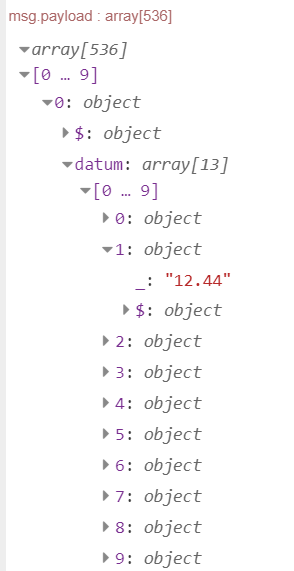 msg.payload : array[536]
array[536]
[0 … 9]
0: object
$: object
datum: array[13]
[0 … 9]
0: object
1: object
_: "12.44"
$: object
2: object
3: object
4: object
5: object
6: object
7: object
8: object
9: object